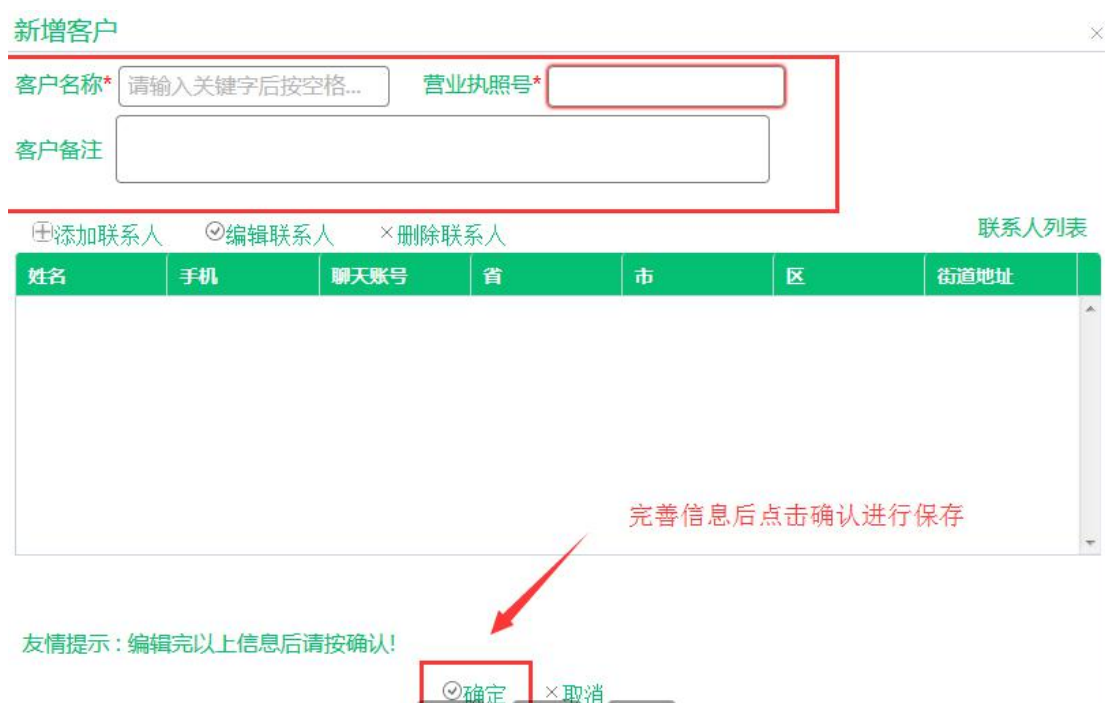 新增客户
客户名称* 请输入关键字后按空格... 营业执照号*
客户备注
添加联系人 编辑联系人 删除联系人 联系人列表
姓名 手机 聊天账号 省 市 区 街道地址
完善信息后点击确认进行保存
友情提示:编辑完以上信息后请按确认!
确定 取消